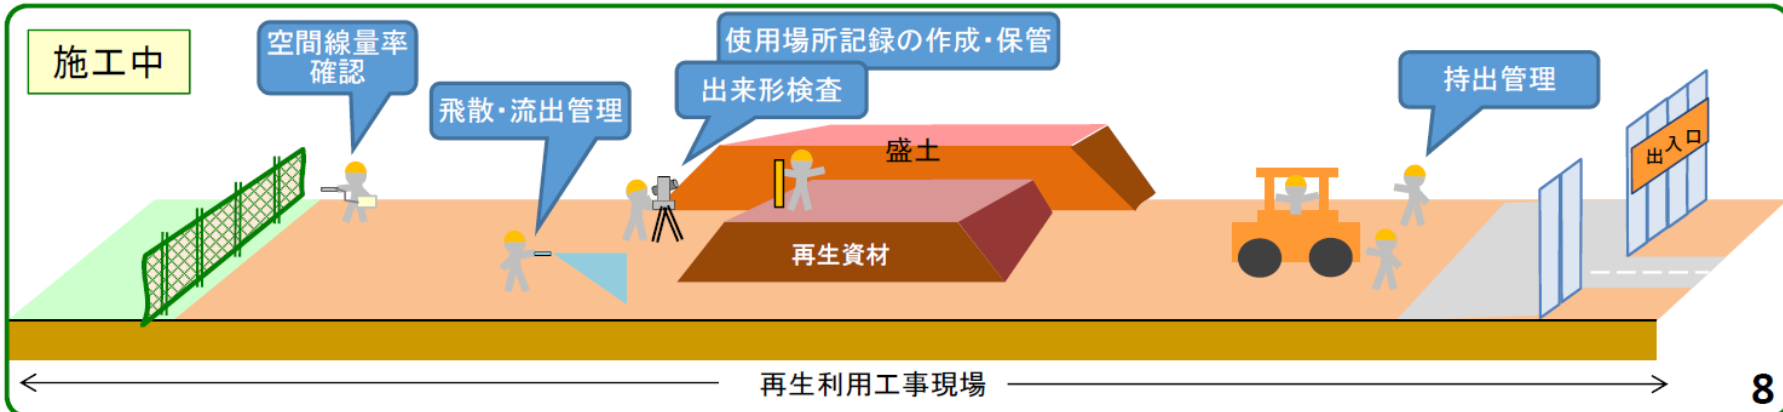 施工中
空間線量率
確認
飛散・流出管理
使用場所記録の作成・保管
出来形検査
持出管理
盛土
再生資材
出入口
再生利用工事現場
8